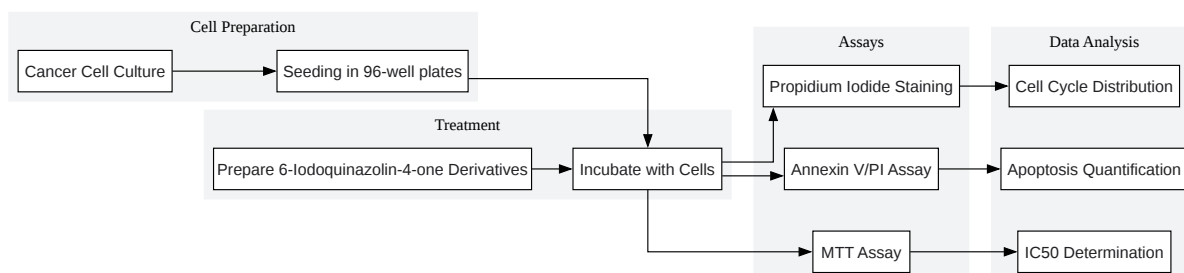 Cell Preparation
Cancer Cell Culture
Seeding in 96-well plates
Treatment
Prepare 6-Iodoquinazolin-4-one Derivatives
Incubate with Cells
Assays
Propidium Iodide Staining
Annexin V/PI Assay
MTT Assay
Data Analysis
Cell Cycle Distribution
Apoptosis Quantification
IC50 Determination